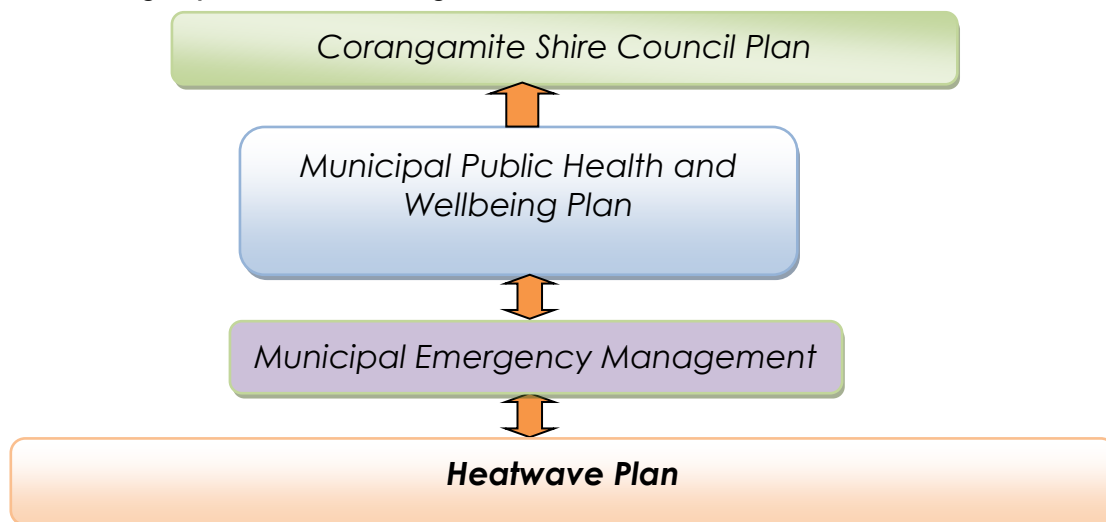 Corangamite Shire Council Plan
Municipal Public Health and
Wellbeing Plan
Municipal Emergency Management
Heatwave Plan